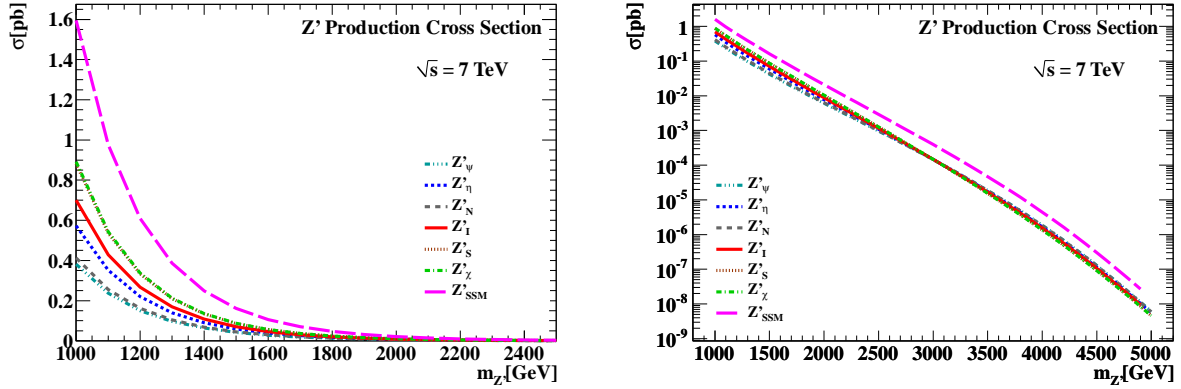 Z' Production Cross Section
√s = 7 TeV
σ[pb]
1.6
1.4
1.2
1
0.8
0.6
0.4
0.2
0
Z'ψ
Z'η
Z'N
Z'I
Z'S
Z'χ
Z'SSM
1000 1200 1400 1600 1800 2000 2200 2400
mZ'[GeV]
Z' Production Cross Section
√s = 7 TeV
σ[pb]
1
10⁻¹
10⁻²
10⁻³
10⁻⁴
10⁻⁵
10⁻⁶
10⁻⁷
10⁻⁸
10⁻⁹
Z'ψ
Z'η
Z'N
Z'I
Z'S
Z'χ
Z'SSM
1000 1500 2000 2500 3000 3500 4000 4500 5000
mZ'[GeV]